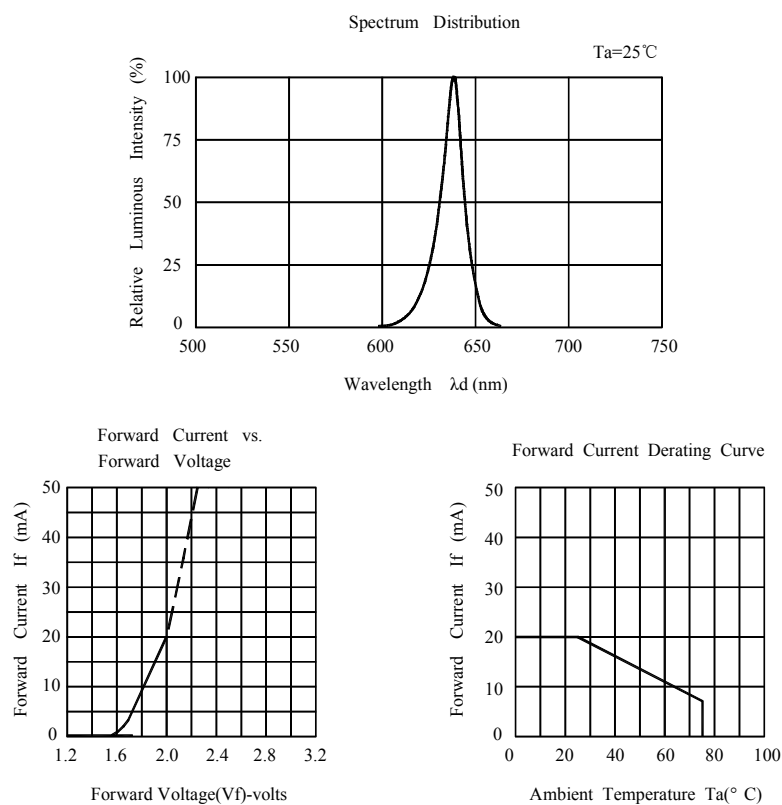 Spectrum Distribution
Ta=25℃
Relative Luminous Intensity (%)
100
75
50
25
0
500 550 600 650 700 750
Wavelength λd (nm)
Forward Current vs.
Forward Voltage
Forward Current If (mA)
50
40
30
20
10
0
1.2 1.6 2.0 2.4 2.8 3.2
Forward Voltage(Vf)-volts
Forward Current Derating Curve
Forward Current If (mA)
50
40
30
20
10
0 20 40 60 80 100
Ambient Temperature Ta(° C)